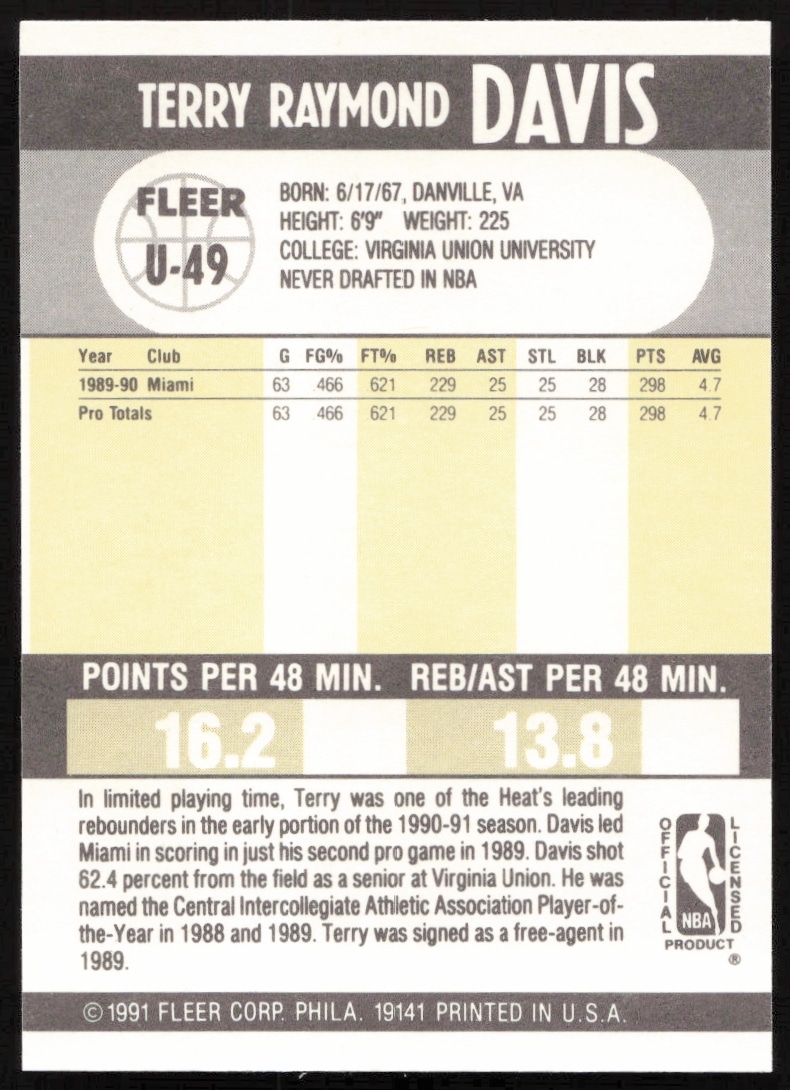 TERRY RAYMOND DAVIS
FLEER
U-49
BORN: 6/17/67, DANVILLE, VA
HEIGHT: 6'9" WEIGHT: 225
COLLEGE: VIRGINIA UNION UNIVERSITY
NEVER DRAFTED IN NBA
Year Club G FG% FT% REB AST STL BLK PTS AVG
1989-90 Miami 63 .466 .621 229 25 25 28 298 4.7
Pro Totals 63 .466 .621 229 25 25 28 298 4.7
POINTS PER 48 MIN. REB/AST PER 48 MIN.
16.2 13.8
In limited playing time, Terry was one of the Heat's leading
rebounders in the early portion of the 1990-91 season. Davis led
Miami in scoring in just his second pro game in 1989. Davis shot
62.4 percent from the field as a senior at Virginia Union. He was
named the Central Intercollegiate Athletic Association Player-of-
the-Year in 1988 and 1989. Terry was signed as a free-agent in
1989.
OFFICIAL
LICENSED
NBA
PRODUCT
®
© 1991 FLEER CORP. PHILA. 19141 PRINTED IN U.S.A.